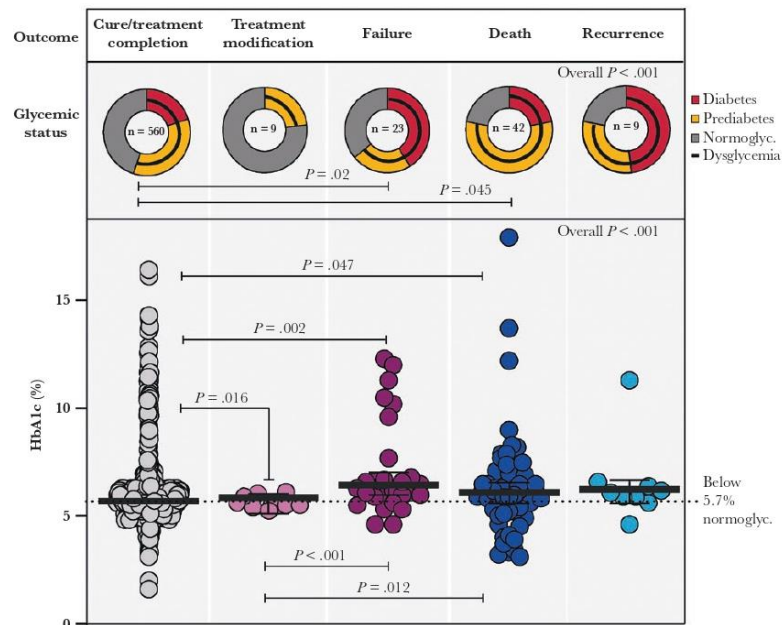 Outcome
Cure/treatment
completion
Treatment
modification
Failure
Death
Recurrence
Overall P < .001
Glycemic
status
n = 560
n = 9
n = 23
n = 42
n = 9
Diabetes
Prediabetes
Normoglyc.
Dysglycemia
P = .02
P = .045
Overall P < .001
P = .047
15
P = .002
HbA1c (%)
10
P = .016
Below
5.7%
normoglyc.
5
P < .001
P = .012
0